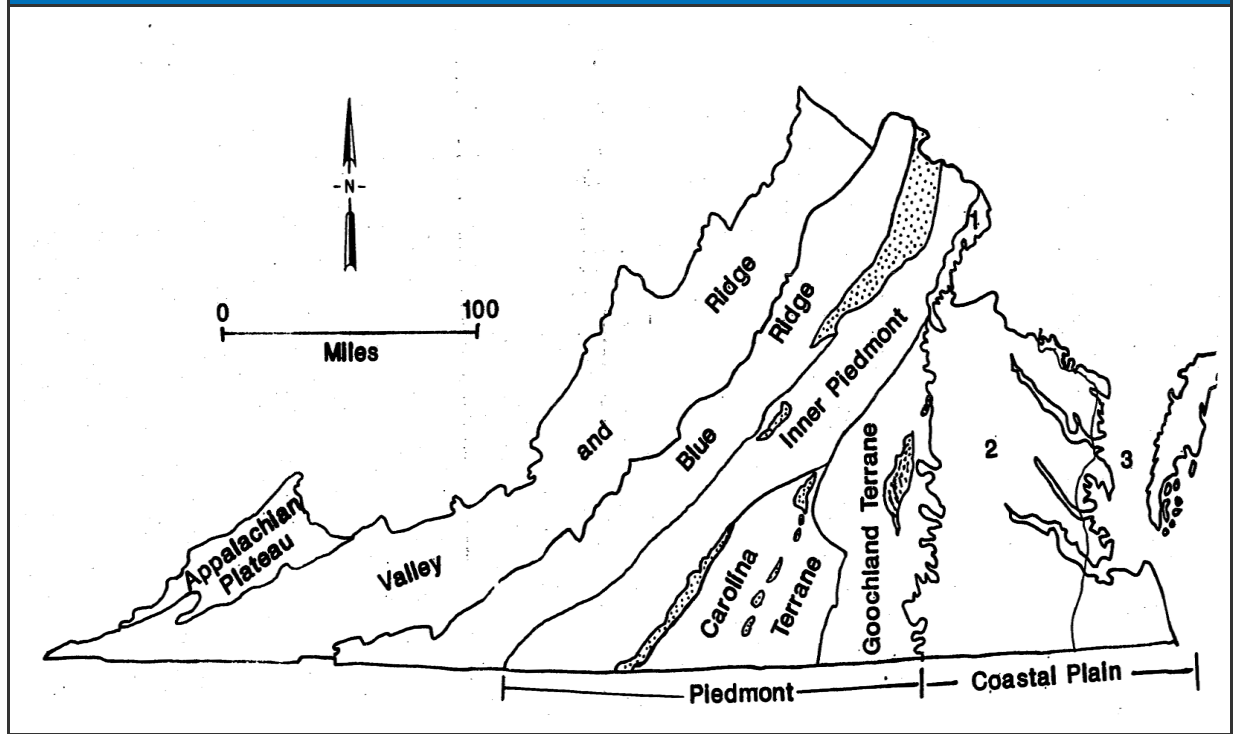 -N-
0 100
Miles
Appalachian
Plateau
Valley
and
Ridge
Blue
Ridge
Inner Piedmont
Carolina
Terrane
Goochland Terrane
1
2
3
Piedmont
Coastal Plain